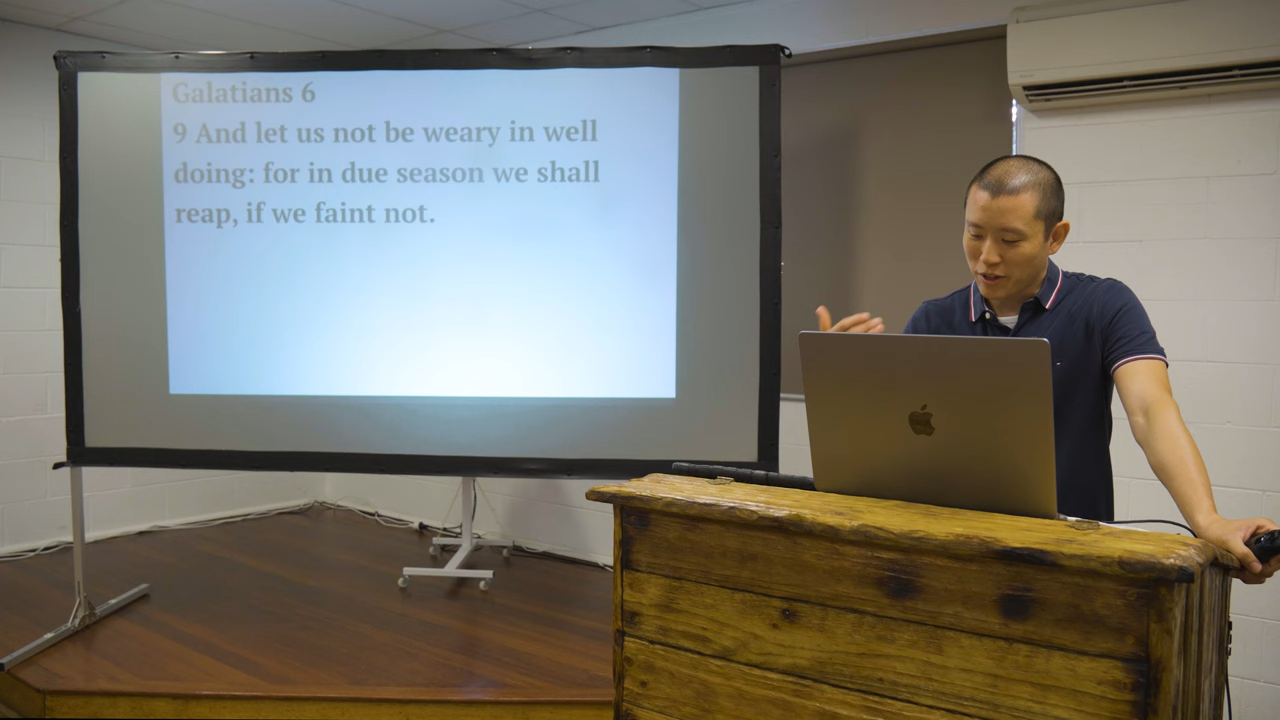 Galatians 6
9 And let us not be weary in well
doing: for in due season we shall
reap, if we faint not.